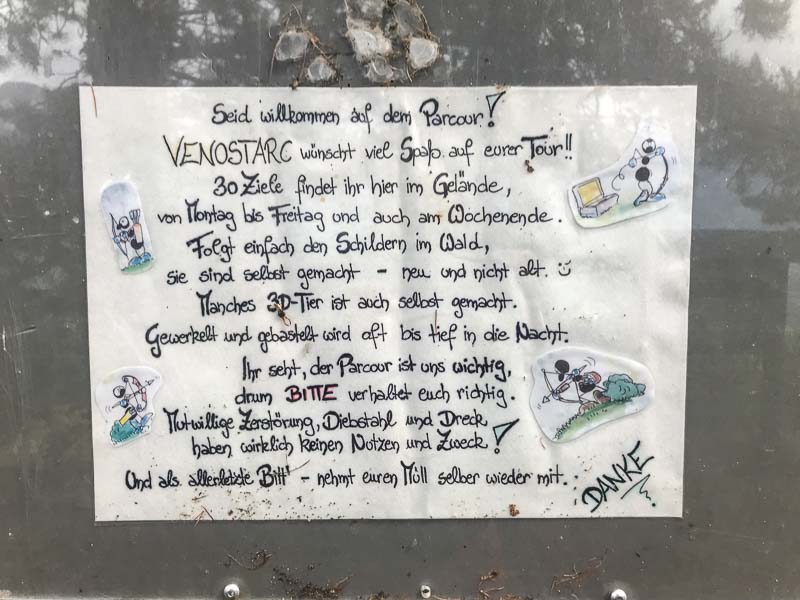 Seid willkommen auf dem Parcour!
VENOSTARC wünscht viel Spaß auf eurer Tour!!
30 Ziele findet ihr hier im Gelände,
von Montag bis Freitag und auch am Wochenende.
Folgt einfach den Schildern im Wald,
sie sind selbst gemacht - neu und nicht alt. ☺
Manches 3D-Tier ist auch selbst gemacht.
Gewerkelt und gebastelt wird oft bis tief in die Nacht.
Ihr seht, der Parcour ist uns wichtig,
drum BITTE verhaltet euch richtig.
Mutwillige Zerstörung, Diebstahl und Dreck
haben wirklich keinen Nutzen und Zweck!
Und als allerletzte Bitt' - nehmt euren Müll selber wieder mit.
DANKE